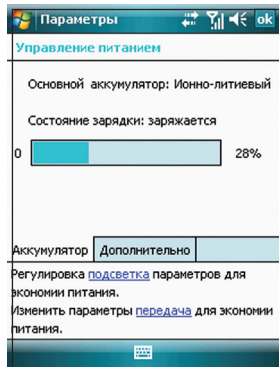 Параметры ok
Управление питанием
Основной аккумулятор: Ионно-литиевый
Состояние зарядки: заряжается
0 28%
Аккумулятор Дополнительно
Регулировка подсветка параметров для
экономии питания.
Изменить параметры передача для экономии
питания.